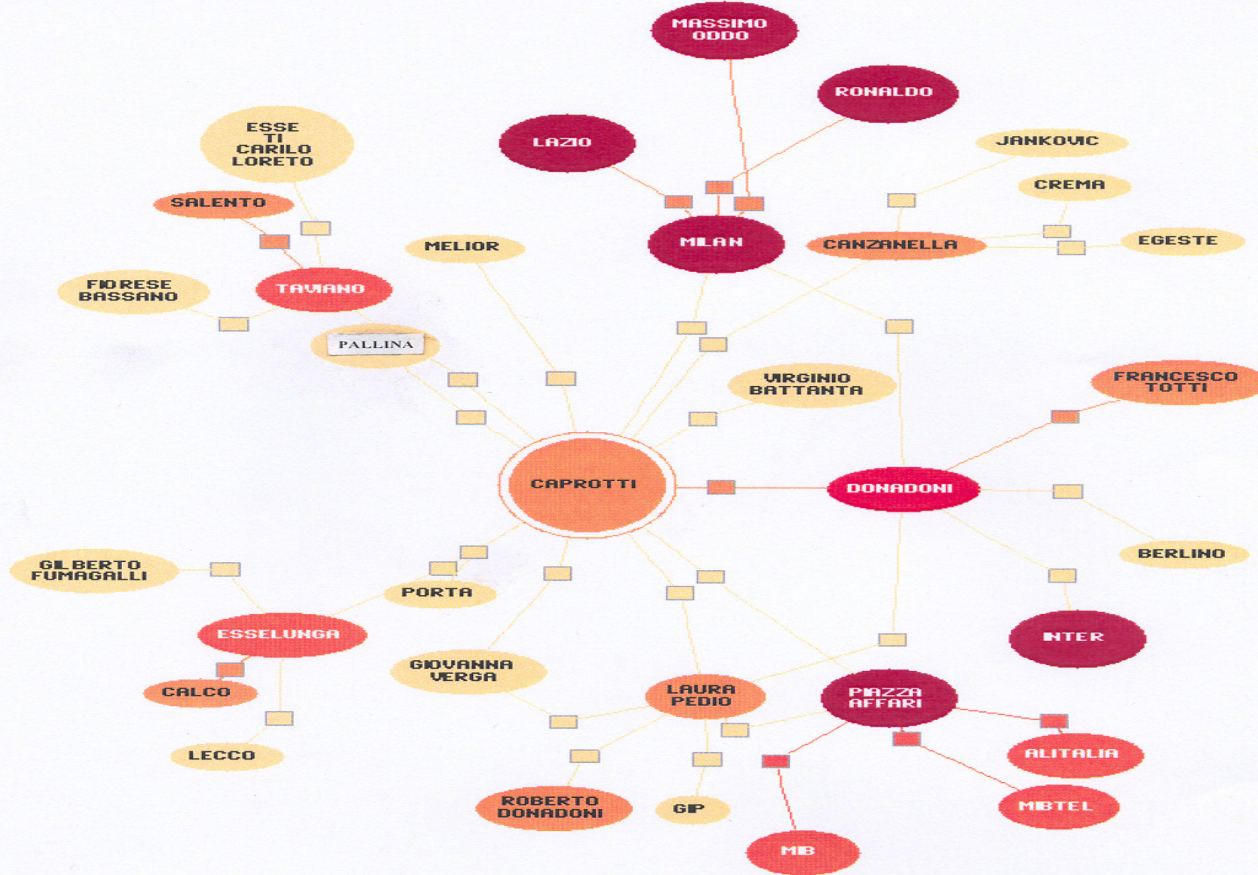 MASSIMO
ODDO
RONALDO
LAZIO
ESSE
TI
CARILO
LORETO
JANKOVIC
CREMA
SALENTO
MELIOR
MILAN
CANZANELLA
EGESTE
FIORESE
BASSANO
TAVIANO
PALLINA
VIRGINIO
BATTANTA
FRANCESCO
TOTTI
CAPROTTI
DONADONI
BERLINO
GILBERTO
FUMAGALLI
PORTA
ESSELUNGA
INTER
GIOVANNA
VERGA
CALCO
LAURA
PEDIO
PIAZZA
AFFARI
LECCO
ALITALIA
ROBERTO
DONADONI
GIP
MIBTEL
MIB